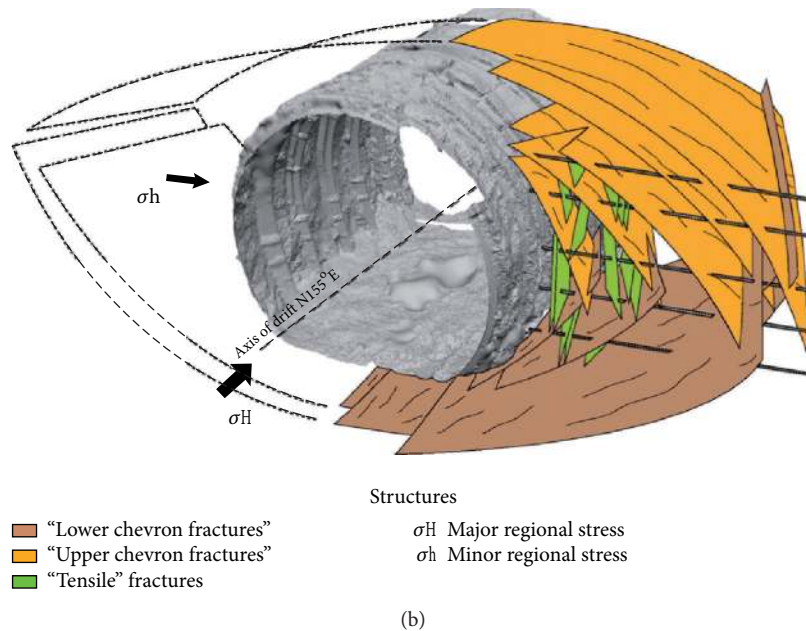 σh
Axis of drift N155°E
σH
Structures
“Lower chevron fractures”
“Upper chevron fractures”
“Tensile” fractures
σH Major regional stress
σh Minor regional stress
(b)